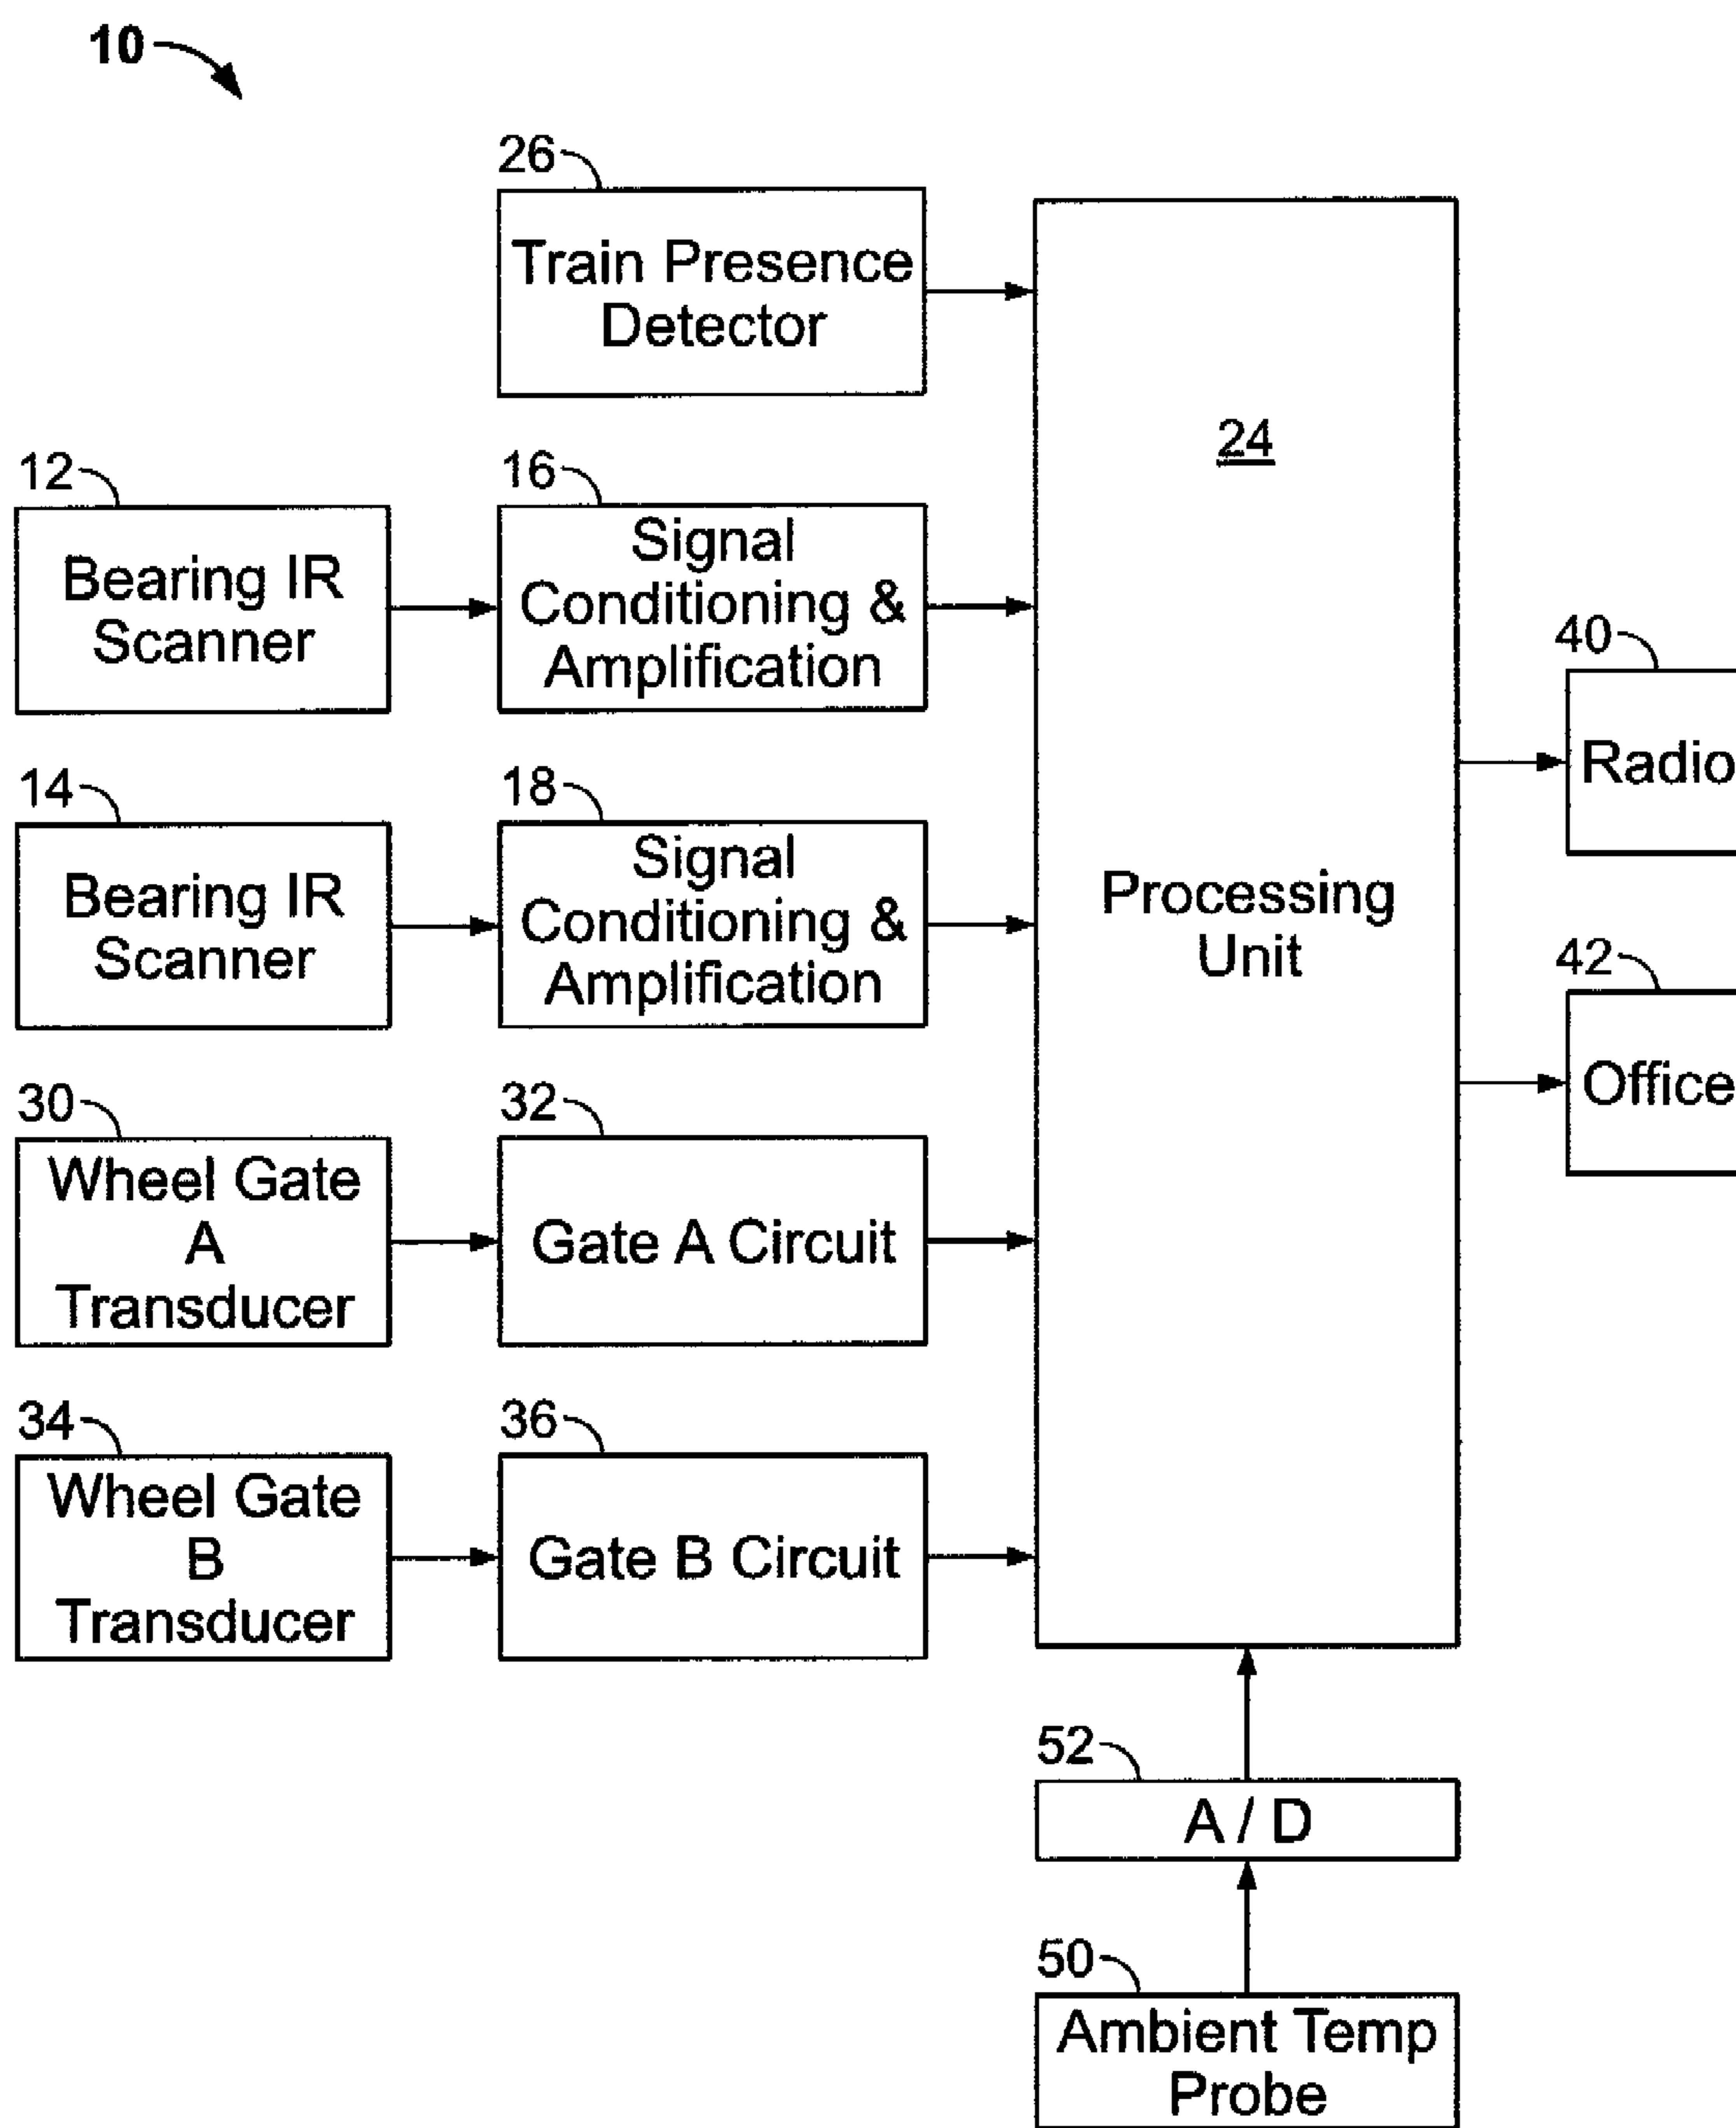 10
26
Train Presence
Detector
24
Processing
Unit
12
Bearing IR
Scanner
16
Signal
Conditioning &
Amplification
14
Bearing IR
Scanner
18
Signal
Conditioning &
Amplification
30
Wheel Gate
A
Transducer
32
Gate A Circuit
34
Wheel Gate
B
Transducer
36
Gate B Circuit
40
Radio
42
Office
52
A / D
50
Ambient Temp
Probe